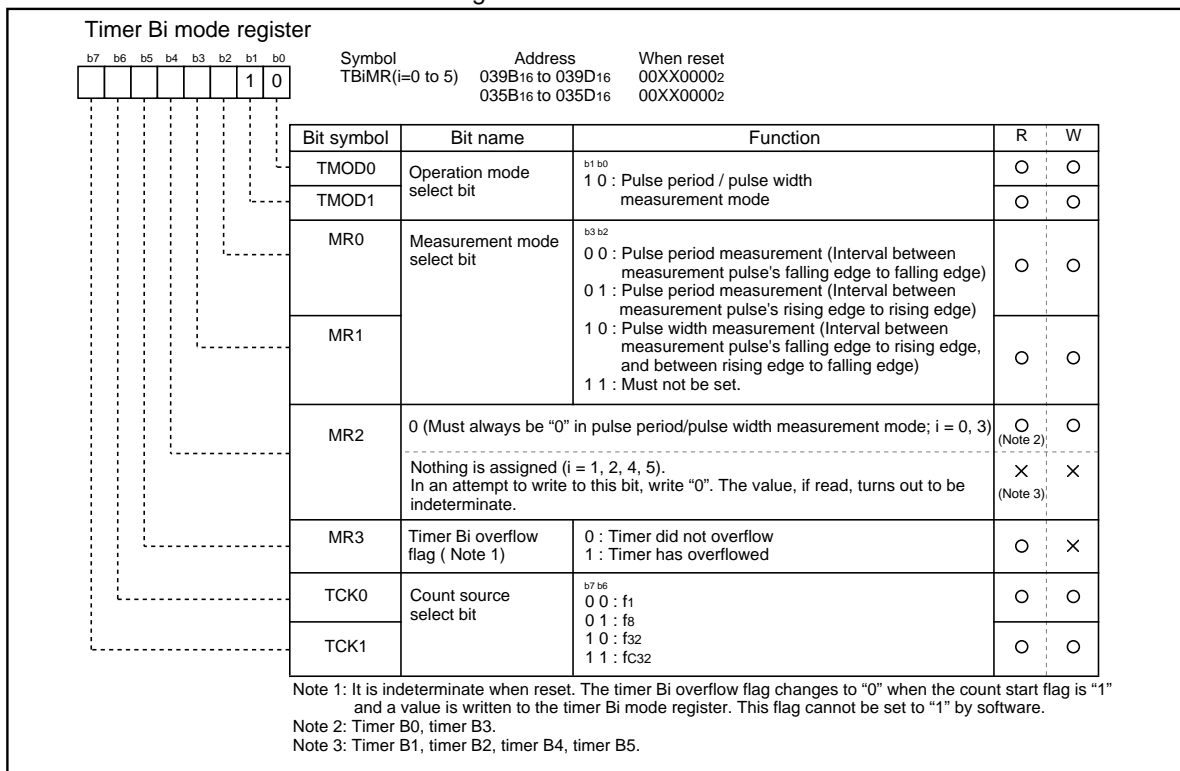 Timer Bi mode register
b7 b6 b5 b4 b3 b2 b1 b0
1 0
Symbol Address When reset
TBiMR(i=0 to 5) 039B16 to 039D16 00XX00002
035B16 to 035D16 00XX00002
Bit symbol Bit name Function R W
TMOD0
TMOD1
Operation mode
select bit
b1 b0
1 0 : Pulse period / pulse width
measurement mode
MR0
MR1
Measurement mode
select bit
b3 b2
0 0 : Pulse period measurement (Interval between
measurement pulse's falling edge to falling edge)
0 1 : Pulse period measurement (Interval between
measurement pulse's rising edge to rising edge)
1 0 : Pulse width measurement (Interval between
measurement pulse's falling edge to rising edge,
and between rising edge to falling edge)
1 1 : Must not be set.
MR2
0 (Must always be “0” in pulse period/pulse width measurement mode; i = 0, 3)
(Note 2)
Nothing is assigned (i = 1, 2, 4, 5).
In an attempt to write to this bit, write “0”. The value, if read, turns out to be
indeterminate.
(Note 3)
MR3
Timer Bi overflow
flag ( Note 1)
0 : Timer did not overflow
1 : Timer has overflowed
TCK0
TCK1
Count source
select bit
b7 b6
0 0 : f1
0 1 : f8
1 0 : f32
1 1 : fC32
Note 1: It is indeterminate when reset. The timer Bi overflow flag changes to “0” when the count start flag is “1”
and a value is written to the timer Bi mode register. This flag cannot be set to “1” by software.
Note 2: Timer B0, timer B3.
Note 3: Timer B1, timer B2, timer B4, timer B5.